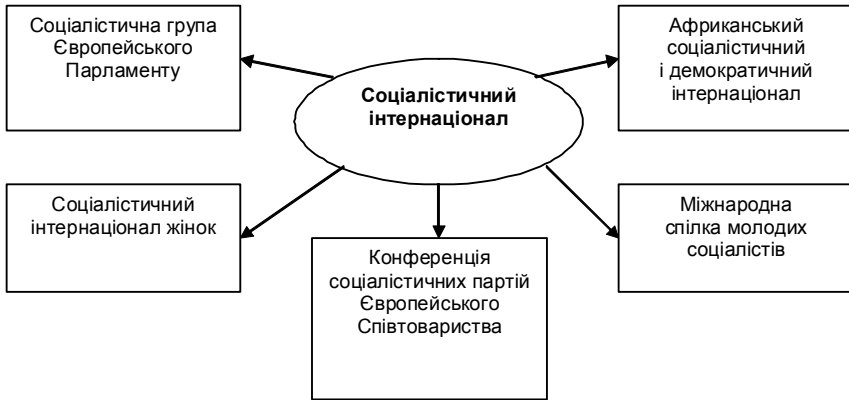 Соціалістична група
Європейського
Парламенту
Африканський
соціалістичний
і демократичний
інтернаціонал
Соціалістичний
інтернаціонал
Соціалістичний
інтернаціонал жінок
Міжнародна
спілка молодих
соціалістів
Конференція
соціалістичних партій
Європейського
Співтовариства